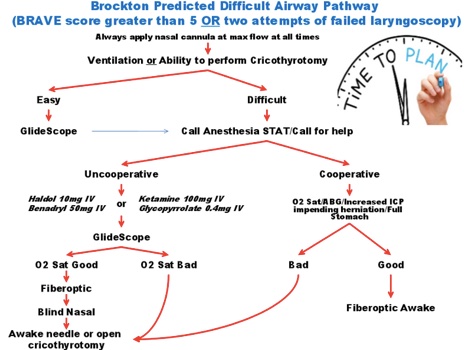 Brockton Predicted Difficult Airway Pathway
(BRAVE score greater than 5 OR two attempts of failed laryngoscopy)
Always apply nasal cannula at max flow at all times
Ventilation or Ability to perform Cricothyrotomy
TIME TO PLAN
Easy
Difficult
GlideScope
Call Anesthesia STAT/Call for help
Uncooperative
Cooperative
Haldol 10mg IV
Benadryl 50mg IV
or
Ketamine 100mg IV
Glycopyrrolate 0.4mg IV
O2 Sat/ABG/Increased ICP
impending herniation/Full
Stomach
GlideScope
O2 Sat Good
O2 Sat Bad
Bad
Good
Fiberoptic
Fiberoptic Awake
Blind Nasal
Awake needle or open
cricothyrotomy